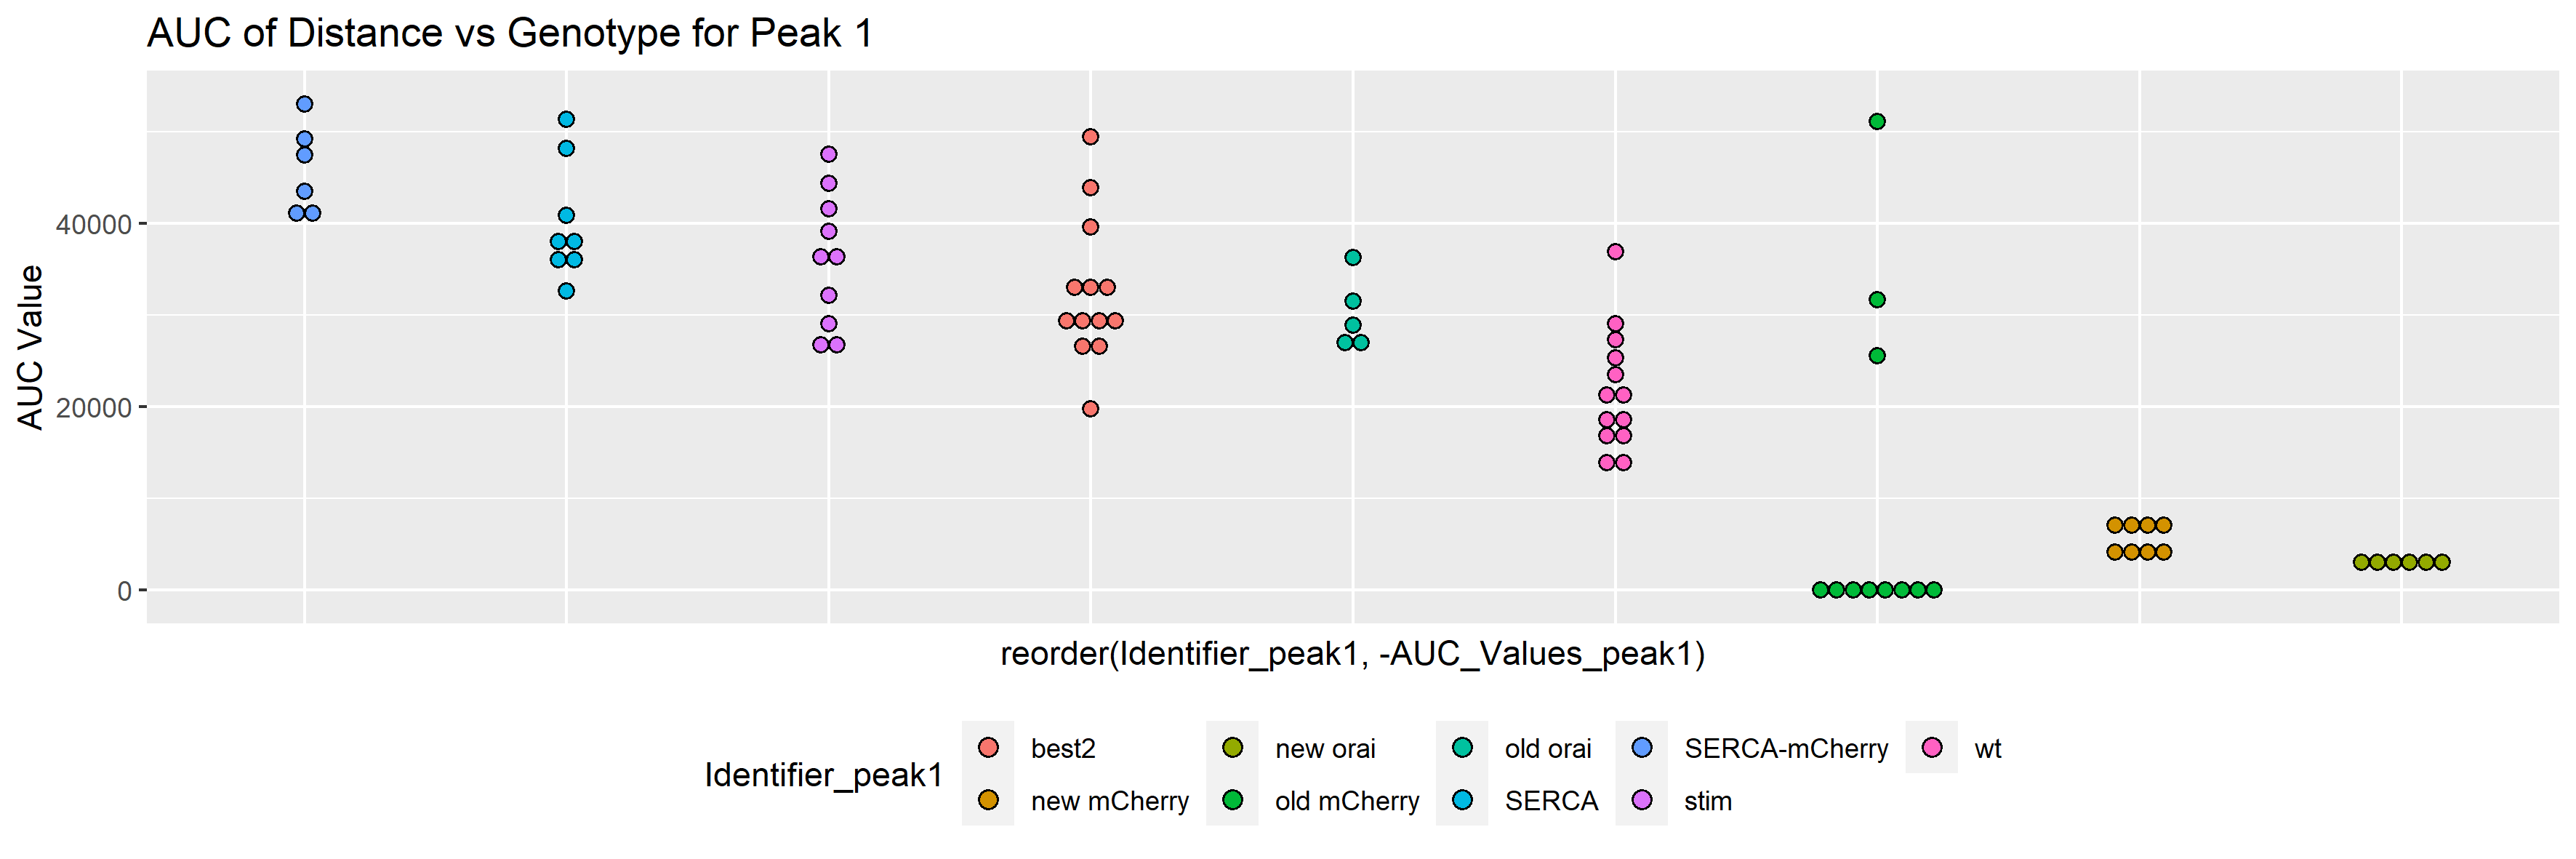 AUC of Distance vs Genotype for Peak 1
AUC Value
40000
20000
0
reorder(Identifier_peak1, -AUC_Values_peak1)
Identifier_peak1
best2
new orai
old orai
SERCA-mCherry
wt
new mCherry
old mCherry
SERCA
stim